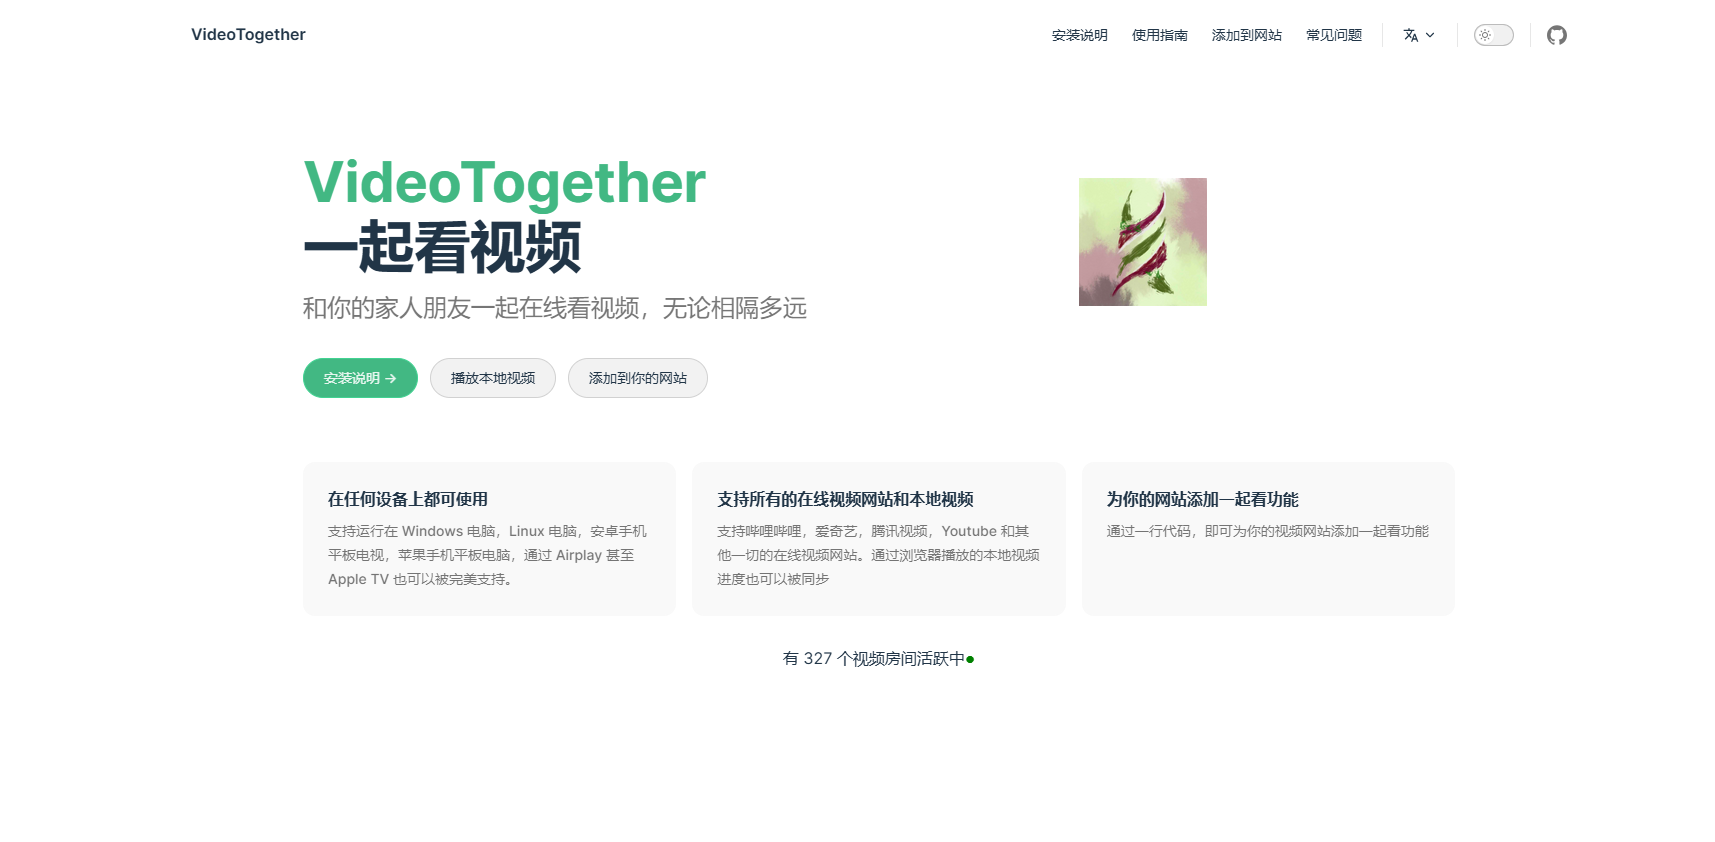 VideoTogether
安装说明
使用指南
添加到网站
常见问题
VideoTogether
一起看视频
和你的家人朋友一起在线看视频，无论相隔多远
安装说明 →
播放本地视频
添加到你的网站
在任何设备上都可使用
支持运行在 Windows 电脑，Linux 电脑，安卓手机
平板电视，苹果手机平板电脑，通过 Airplay 甚至
Apple TV 也可以被完美支持。
支持所有的在线视频网站和本地视频
支持哔哩哔哩，爱奇艺，腾讯视频，Youtube 和其
他一切的在线视频网站。通过浏览器播放的本地视频
进度也可以被同步
为你的网站添加一起看功能
通过一行代码，即可为你的视频网站添加一起看功能
有 327 个视频房间活跃中